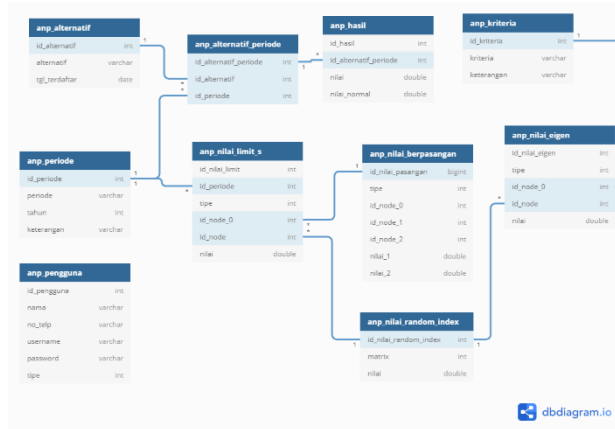 anp_alternatif
id_alternatif int
alternatif varchar
tgl_terdaftar date
anp_alternatif_periode
id_alternatif_periode int
id_alternatif int
id_periode int
anp_hasil
id_hasil int
id_alternatif_periode int
nilai double
nilai_normal double
anp_kriteria
id_kriteria int
kriteria varchar
keterangan varchar
anp_periode
id_periode int
periode varchar
tahun int
keterangan varchar
anp_nilai_limit_s
id_nilai_limit int
id_periode int
tipe int
id_node_0 int
id_node int
nilai double
anp_nilai_berpasangan
id_nilai_pasangan bigint
tipe int
id_node_0 int
id_node_1 int
id_node_2 int
nilai_1 double
nilai_2 double
anp_nilai_eigen
id_nilai_eigen int
tipe int
id_node_0 int
id_node int
nilai double
anp_pengguna
id_pengguna int
nama varchar
no_telp varchar
username varchar
password varchar
tipe int
anp_nilai_random_index
id_nilai_random_index int
matrix int
nilai double
dbdiagram.io